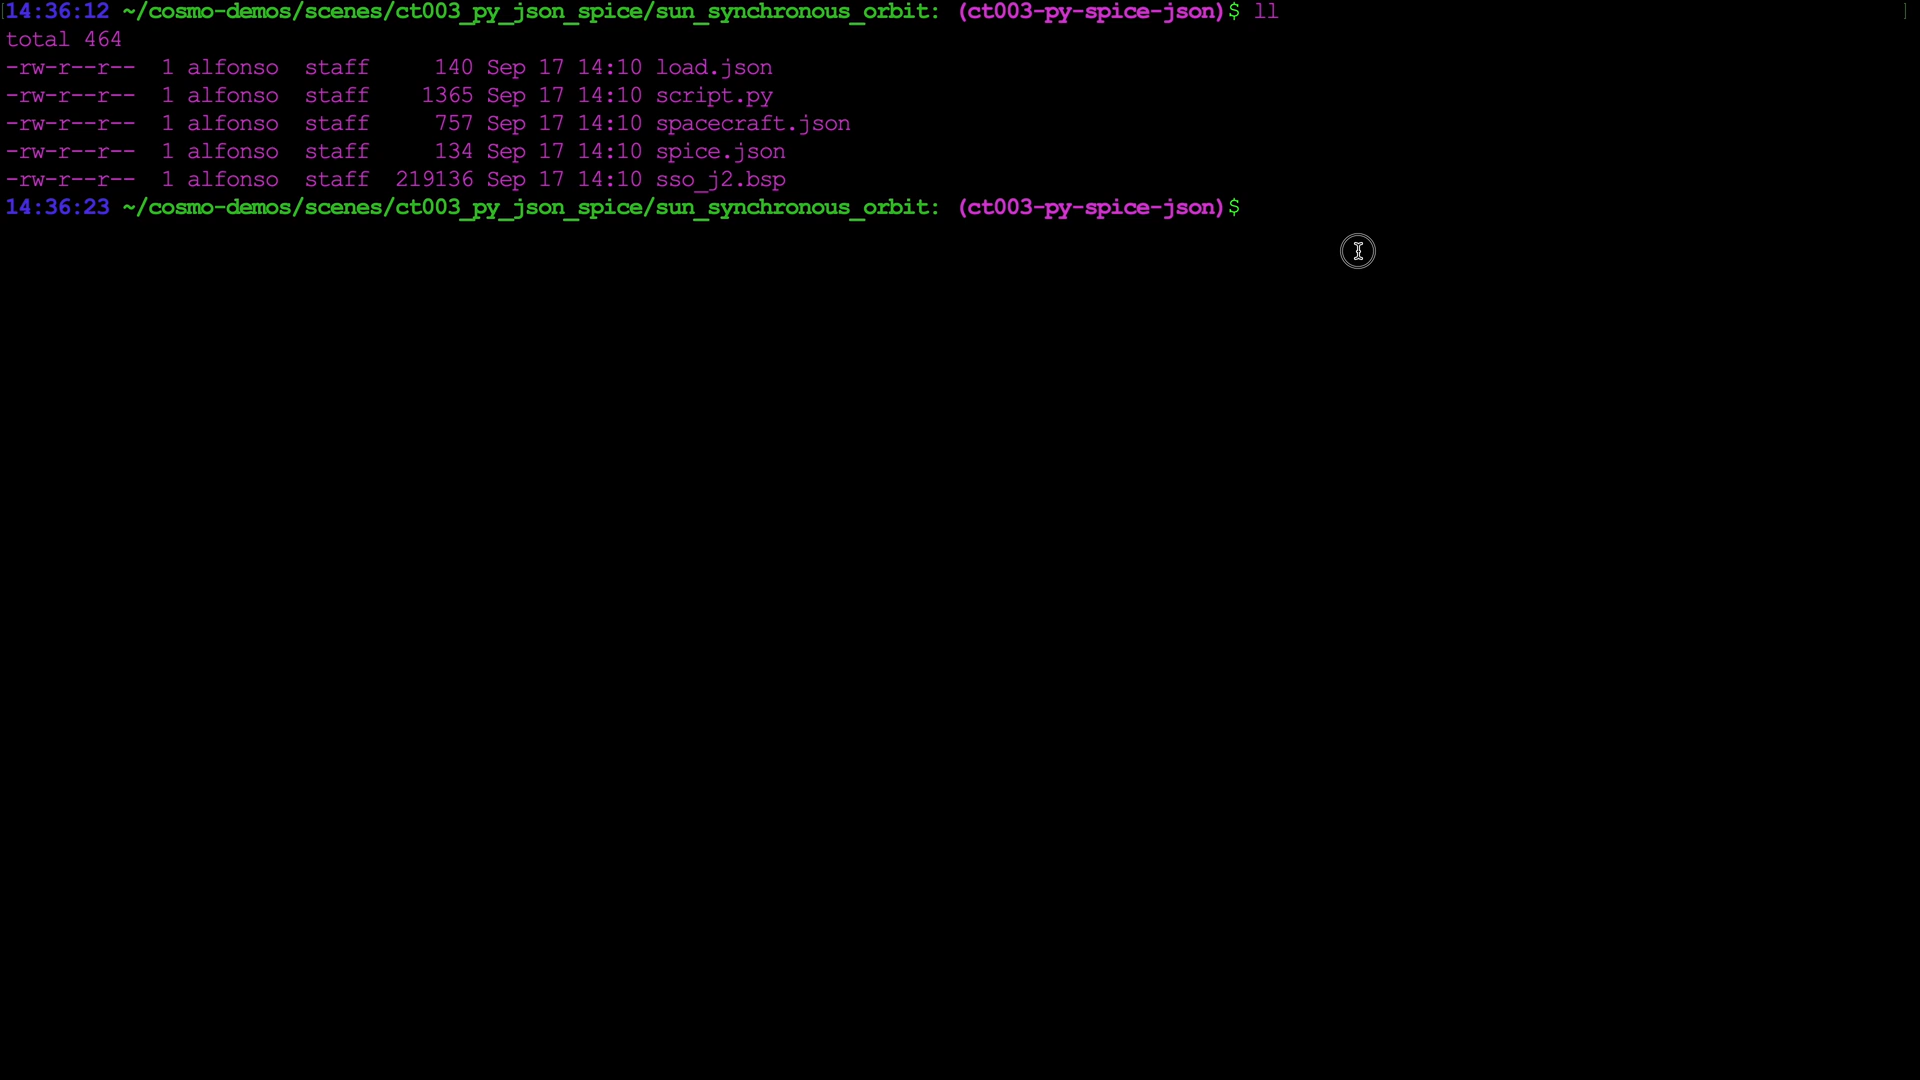 [14:36:12 ~/cosmo-demos/scenes/ct003_py_json_spice/sun_synchronous_orbit: (ct003-py-spice-json)$ ll ]
total 464
-rw-r--r--  1 alfonso  staff     140 Sep 17 14:10 load.json
-rw-r--r--  1 alfonso  staff    1365 Sep 17 14:10 script.py
-rw-r--r--  1 alfonso  staff     757 Sep 17 14:10 spacecraft.json
-rw-r--r--  1 alfonso  staff     134 Sep 17 14:10 spice.json
-rw-r--r--  1 alfonso  staff  219136 Sep 17 14:10 sso_j2.bsp
14:36:23 ~/cosmo-demos/scenes/ct003_py_json_spice/sun_synchronous_orbit: (ct003-py-spice-json)$